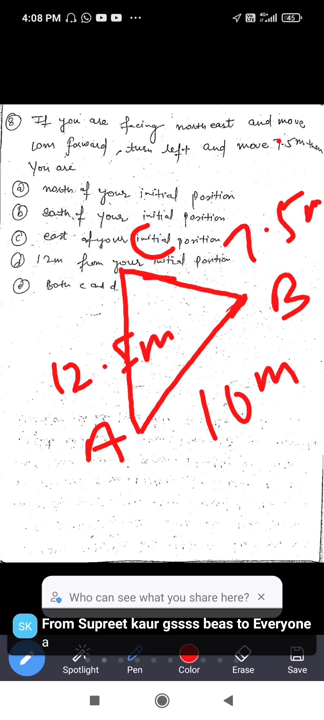 4:08 PM
4G+
45
⑧ If you are facing north east and move
10m forward, turn left and move 7.5m then
You are
ⓐ north of your initial position
ⓑ south of your initial position
ⓒ east of your initial position
ⓓ 12m from your initial position
ⓔ Both c and d
C
7.5m
B
12.5m
10m
A
Who can see what you share here? ×
SK From Supreet kaur gssss beas to Everyone
a
Spotlight
Pen
Color
Erase
Save